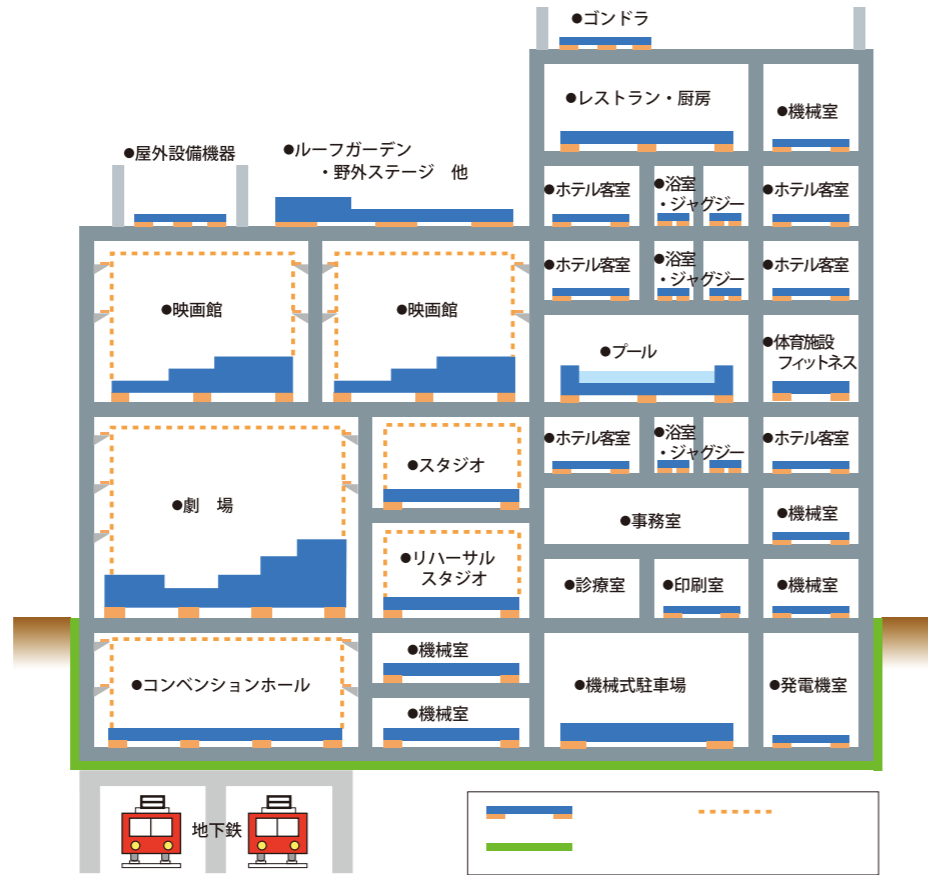 ●ゴンドラ
●レストラン・厨房
●機械室
●屋外設備機器
●ルーフガーデン
・野外ステージ 他
●ホテル客室
●浴室
・ジャグジー
●ホテル客室
●ホテル客室
●浴室
・ジャグジー
●ホテル客室
●映画館
●映画館
●プール
●体育施設
フィットネス
●ホテル客室
●浴室
・ジャグジー
●ホテル客室
●スタジオ
●劇 場
●事務室
●機械室
●リハーサル
スタジオ
●診療室
●印刷室
●機械室
●機械室
●コンベンションホール
●機械式駐車場
●発電機室
●機械室
地下鉄